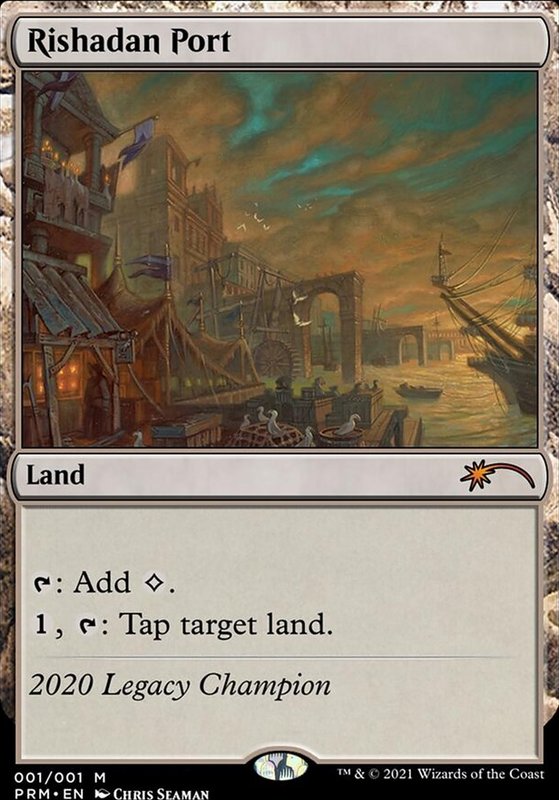 Rishadan Port
Land
: Add .
1, : Tap target land.
2020 Legacy Champion
001/001 M
PRM • EN Chris Seaman
™ & © 2021 Wizards of the Coast